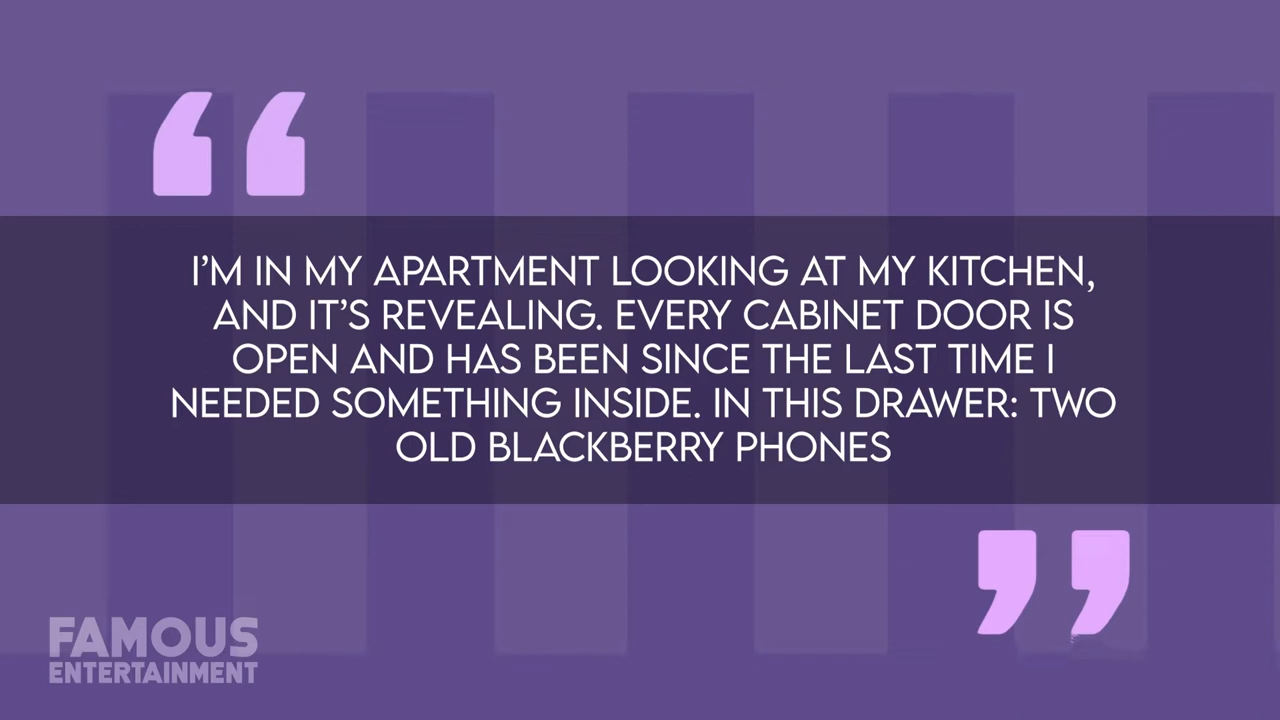 I'M IN MY APARTMENT LOOKING AT MY KITCHEN,
AND IT'S REVEALING. EVERY CABINET DOOR IS
OPEN AND HAS BEEN SINCE THE LAST TIME I
NEEDED SOMETHING INSIDE. IN THIS DRAWER: TWO
OLD BLACKBERRY PHONES
FAMOUS
ENTERTAINMENT